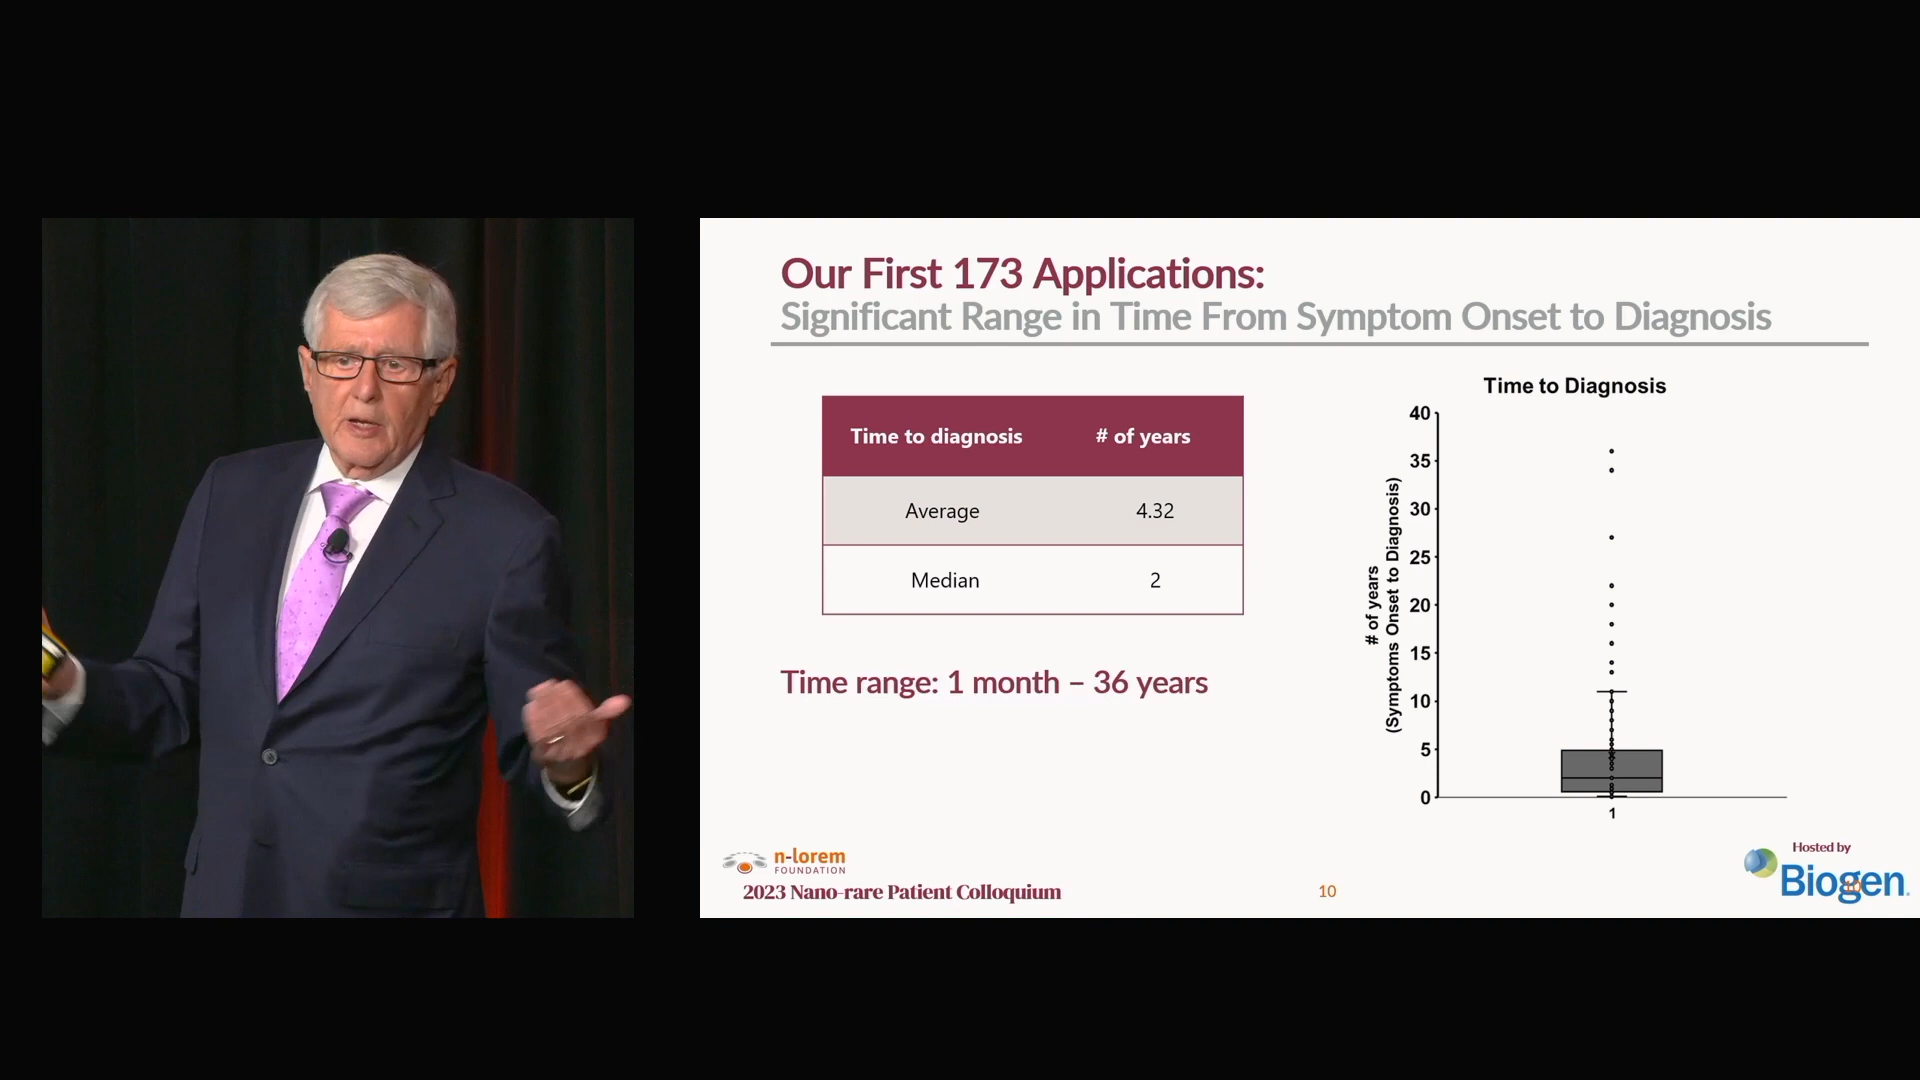 Our First 173 Applications:
Significant Range in Time From Symptom Onset to Diagnosis
Time to diagnosis # of years
Average 4.32
Median 2
Time range: 1 month – 36 years
Time to Diagnosis
# of years
(Symptoms Onset to Diagnosis)
40
35
30
25
20
15
10
5
0
1
n-lorem
FOUNDATION
2023 Nano-rare Patient Colloquium
10
Hosted by
Biogen.
10